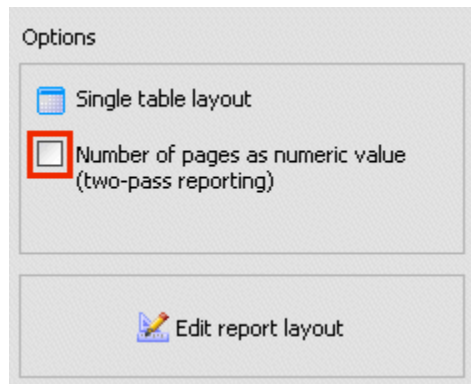 Options
Single table layout
Number of pages as numeric value
(two-pass reporting)
Edit report layout